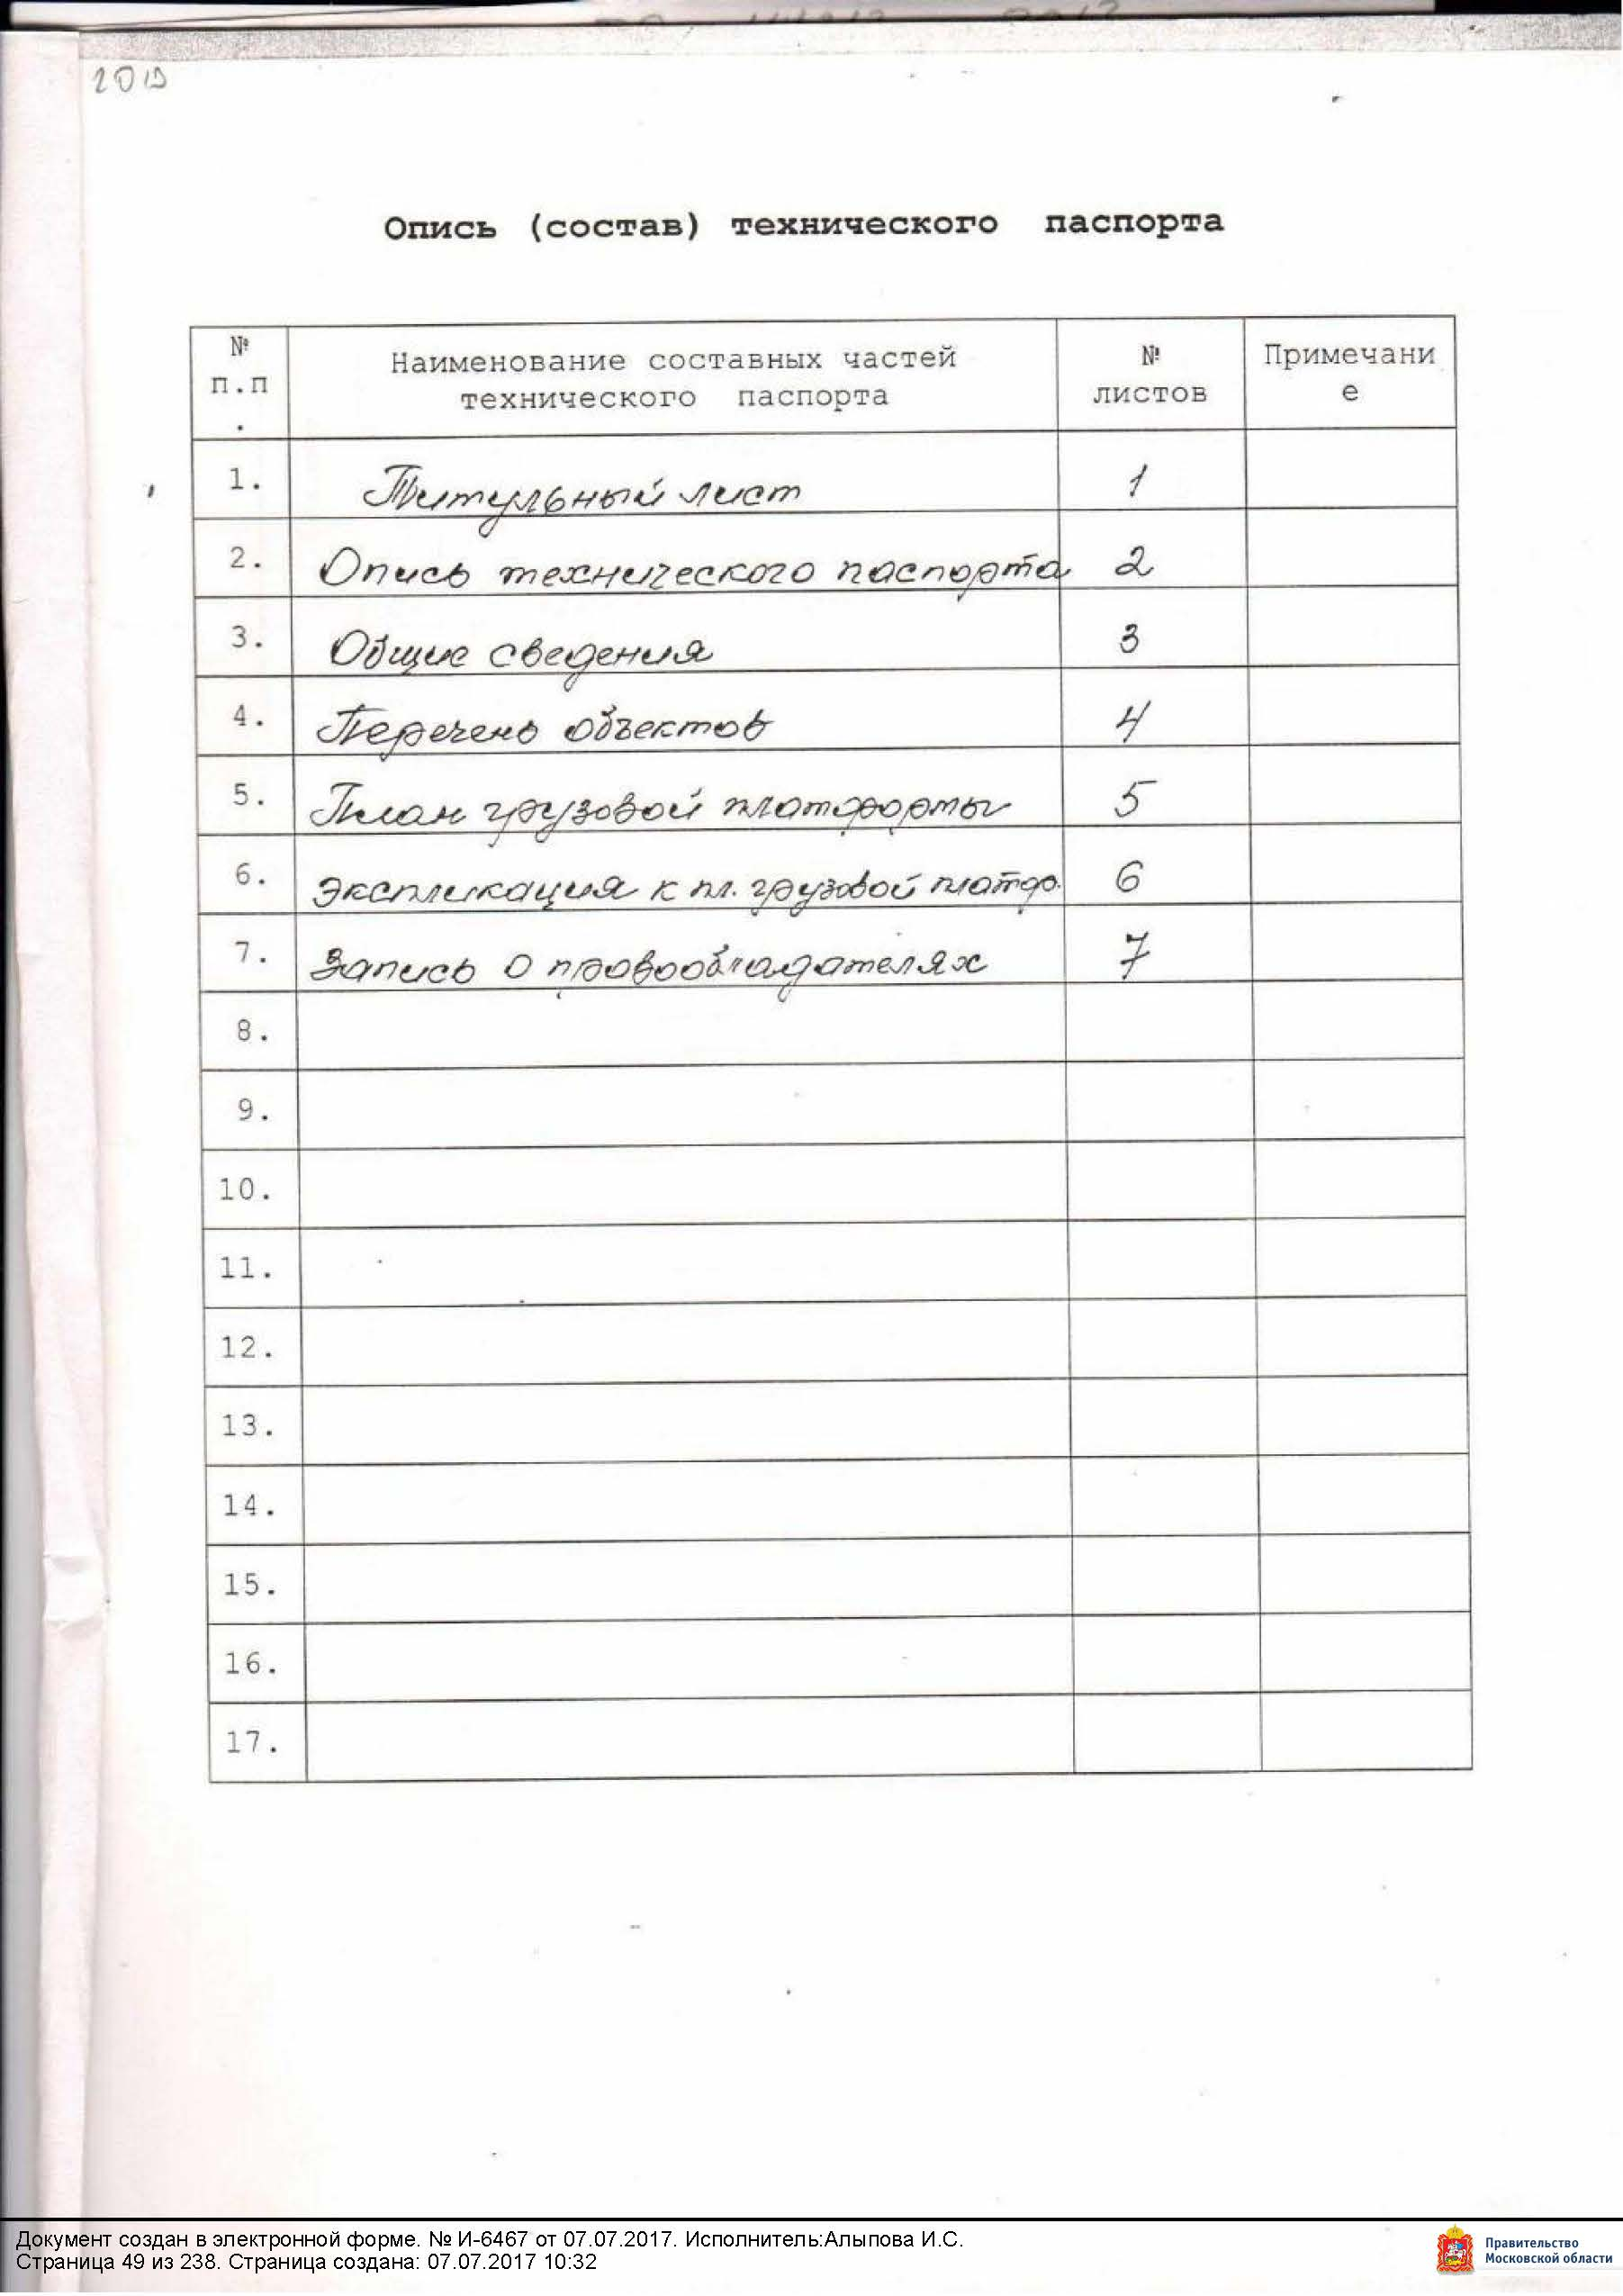 2019
Опись (состав) технического паспорта
№ п.п. Наименование составных частей технического паспорта № листов Примечание
1. Титульный лист 1
2. Опись технического паспорта 2
3. Общие сведения 3
4. Перечень объектов 4
5. План грузовой платформы 5
6. Экспликация к пл. грузовой платф. 6
7. Запись о правообладателях 7
8.
9.
10.
11.
12.
13.
14.
15.
16.
17.
Документ создан в электронной форме. № И-6467 от 07.07.2017. Исполнитель:Алыпова И.С.
Страница 49 из 238. Страница создана: 07.07.2017 10:32
Правительство
Московской области